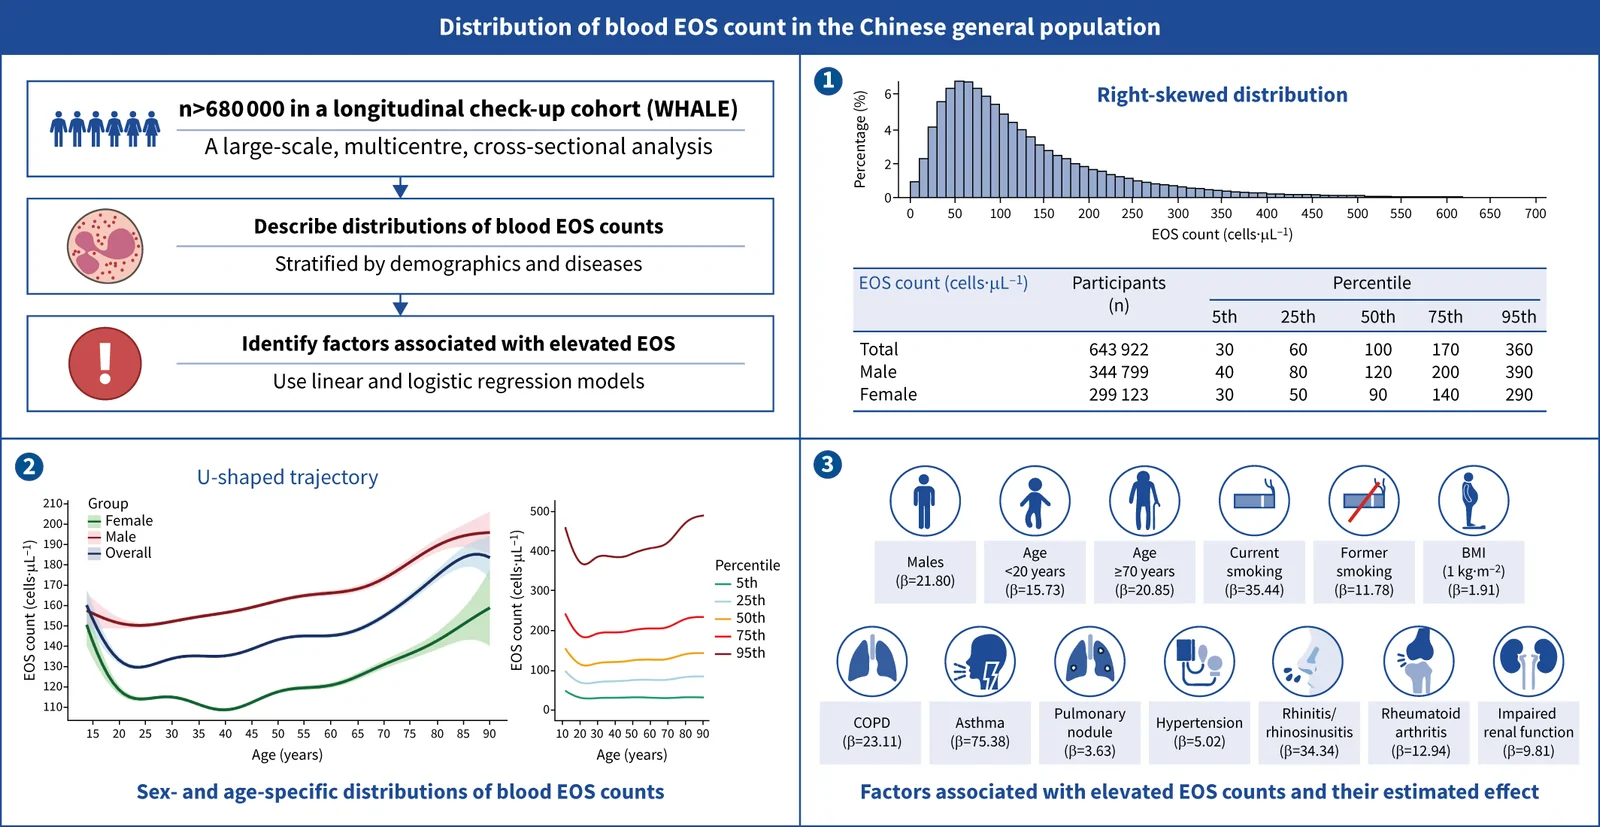 Distribution of blood EOS count in the Chinese general population
n>680 000 in a longitudinal check-up cohort (WHALE)
A large-scale, multicentre, cross-sectional analysis
Describe distributions of blood EOS counts
Stratified by demographics and diseases
!
Identify factors associated with elevated EOS
Use linear and logistic regression models
1
Right-skewed distribution
Percentage (%)
6
4
2
0
0 50 100 150 200 250 300 350 400 450 500 550 600 650 700
EOS count (cells·μL⁻¹)
EOS count (cells·μL⁻¹) Participants Percentile
(n)
5th 25th 50th 75th 95th
Total 643 922 30 60 100 170 360
Male 344 799 40 80 120 200 390
Female 299 123 30 50 90 140 290
2
U-shaped trajectory
EOS count (cells·μL⁻¹)
210
200
190
180
170
160
150
140
130
120
110
Group
Female
Male
Overall
15 20 25 30 35 40 45 50 55 60 65 70 75 80 85 90
Age (years)
EOS count (cells·μL⁻¹)
500
400
300
200
100
0
10 20 30 40 50 60 70 80 90
Age (years)
Percentile
5th
25th
50th
75th
95th
Sex- and age-specific distributions of blood EOS counts
3
Males
(β=21.80)
Age
<20 years
(β=15.73)
Age
≥70 years
(β=20.85)
Current
smoking
(β=35.44)
Former
smoking
(β=11.78)
BMI
(1 kg·m⁻²)
(β=1.91)
COPD
(β=23.11)
Asthma
(β=75.38)
Pulmonary
nodule
(β=3.63)
Hypertension
(β=5.02)
Rhinitis/
rhinosinusitis
(β=34.34)
Rheumatoid
arthritis
(β=12.94)
Impaired
renal function
(β=9.81)
Factors associated with elevated EOS counts and their estimated effect